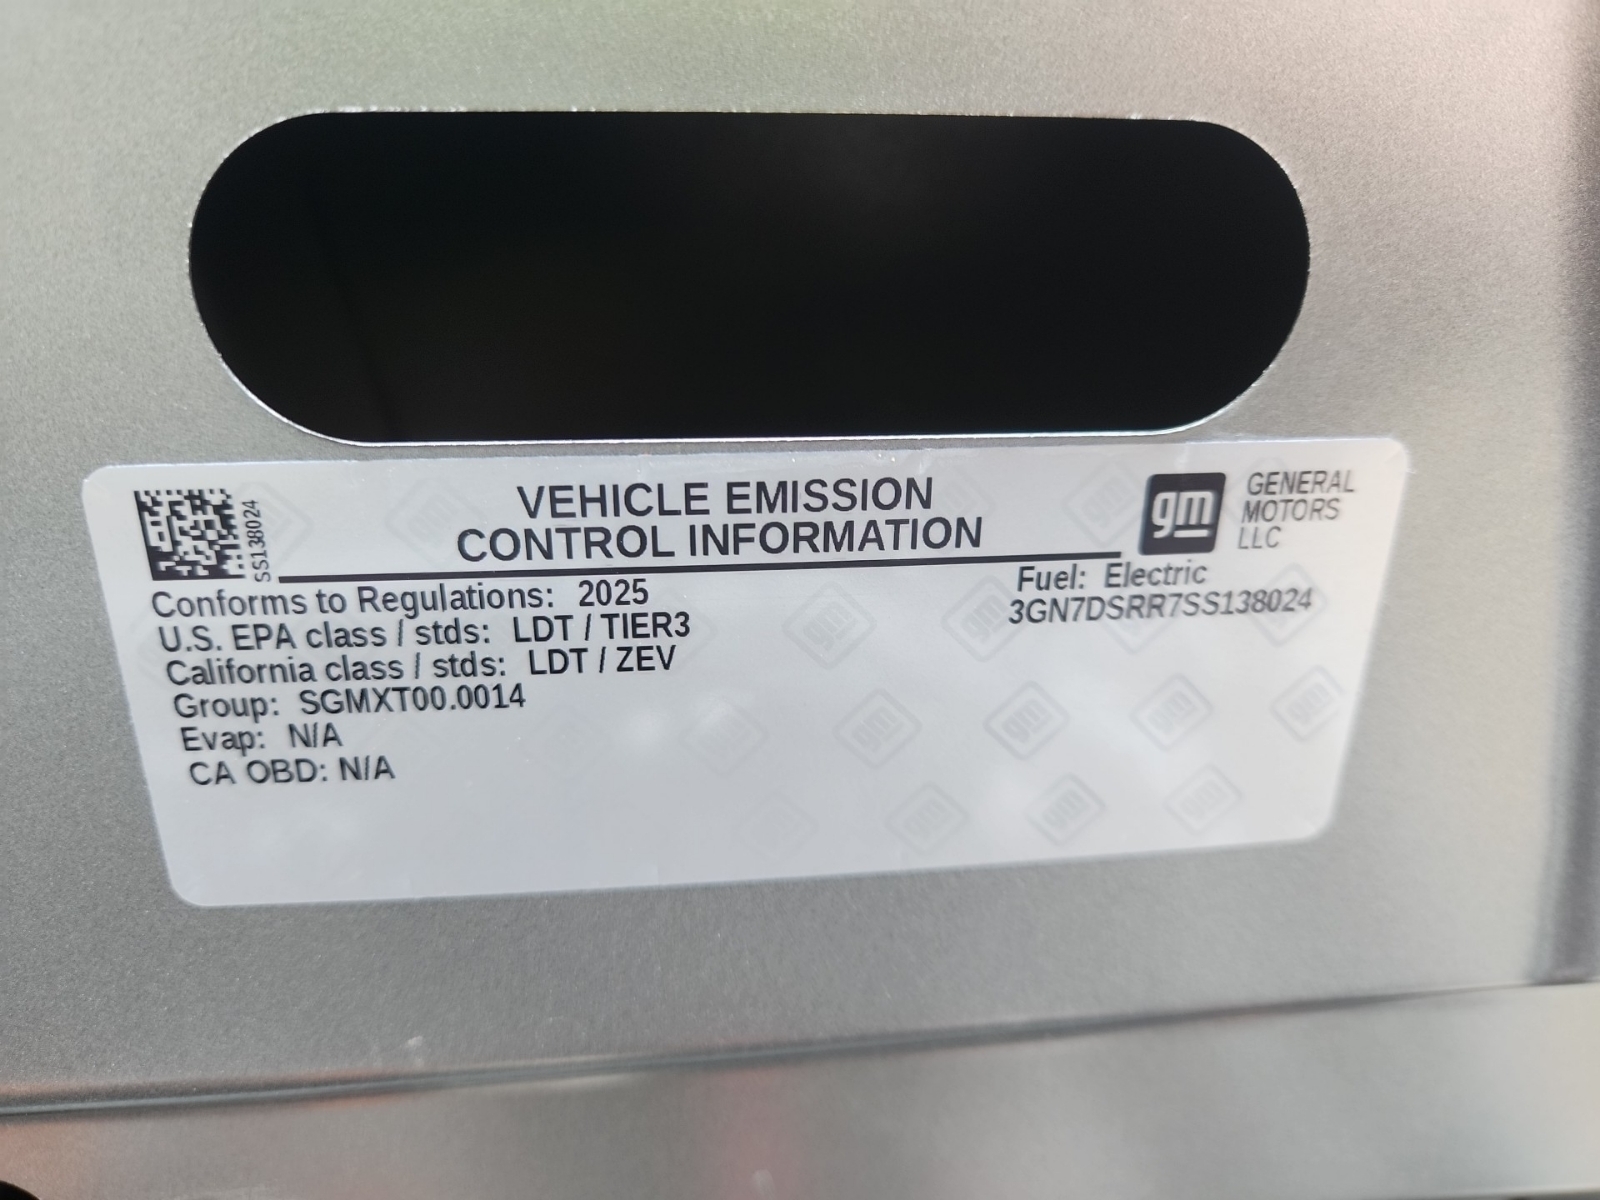 VEHICLE EMISSION
CONTROL INFORMATION
gm
GENERAL
MOTORS
LLC
SS138024
Conforms to Regulations: 2025
U.S. EPA class / stds: LDT / TIER3
California class / stds: LDT / ZEV
Group: SGMXT00.0014
Evap: N/A
CA OBD: N/A
Fuel: Electric
3GN7DSRR7SS138024